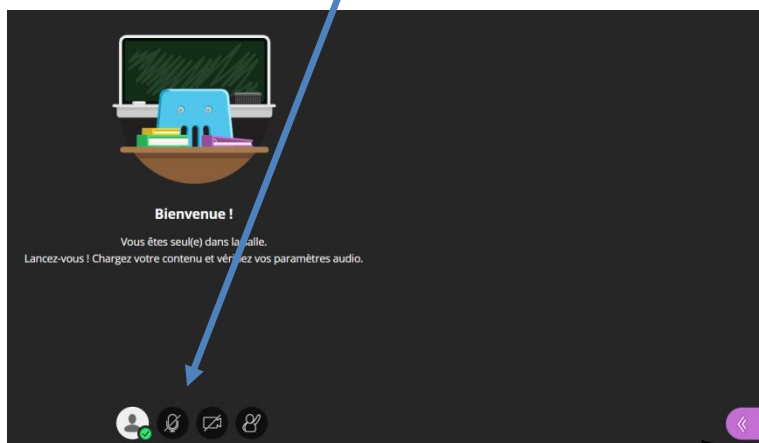 Bienvenue !
Vous êtes seul(e) dans la salle.
Lancez-vous ! Chargez votre contenu et vérifiez vos paramètres audio.